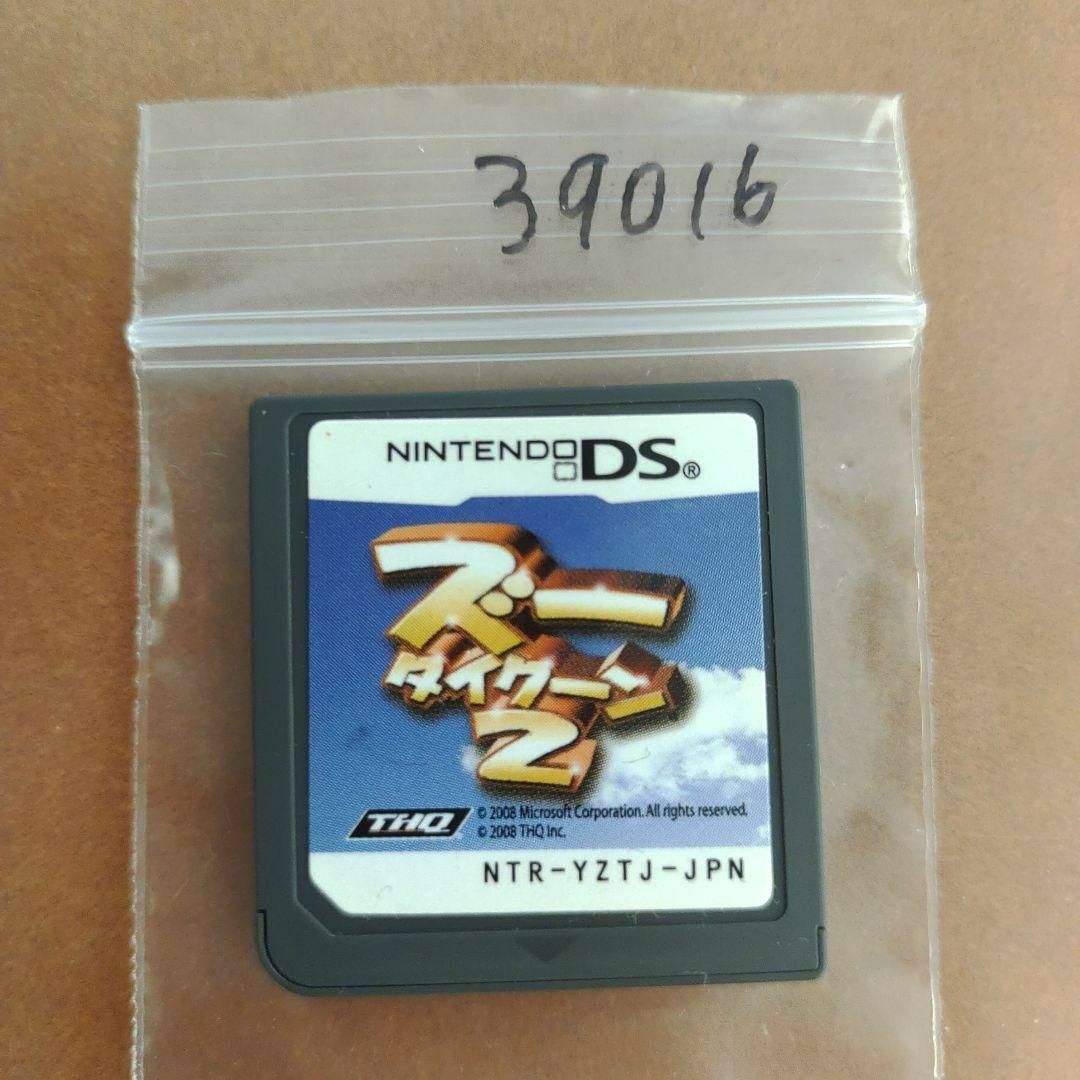 39016
NINTENDO DS®
ズー
タイクーン
2
THQ
© 2008 Microsoft Corporation. All rights reserved.
© 2008 THQ Inc.
NTR-YZTJ-JPN